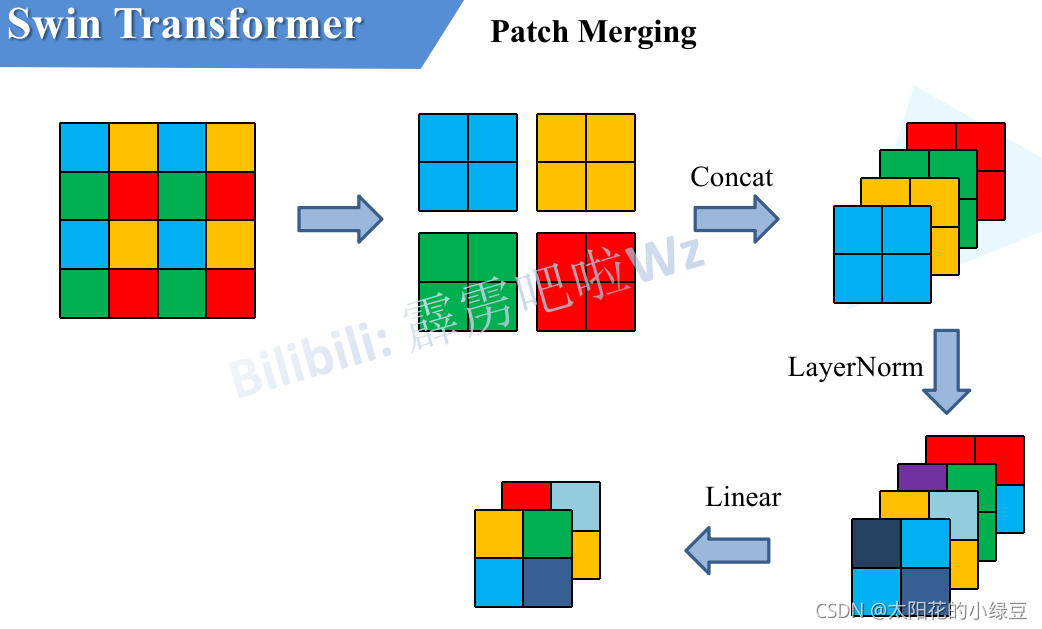 Swin Transformer
Patch Merging
Concat
Bilibili: 霹雳吧啦Wz
LayerNorm
Linear
CSDN @太阳花的小绿豆